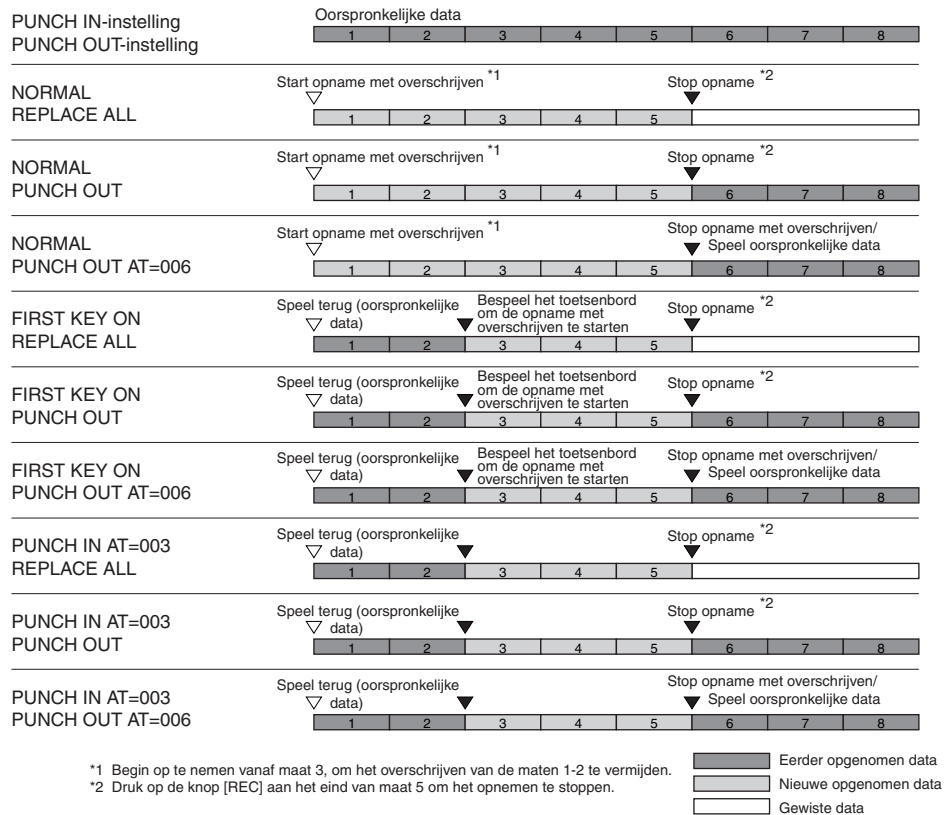 PUNCH IN-instelling
PUNCH OUT-instelling
Oorspronkelijke data
1 2 3 4 5 6 7 8
NORMAL
REPLACE ALL
Start opname met overschrijven *1
Stop opname *2
1 2 3 4 5
NORMAL
PUNCH OUT
Start opname met overschrijven *1
Stop opname *2
1 2 3 4 5 6 7 8
NORMAL
PUNCH OUT AT=006
Start opname met overschrijven *1
Stop opname met overschrijven/
Speel oorspronkelijke data
1 2 3 4 5 6 7 8
FIRST KEY ON
REPLACE ALL
Speel terug (oorspronkelijke
data)
Bespeel het toetsenbord
om de opname met
overschrijven te starten
Stop opname *2
1 2 3 4 5
FIRST KEY ON
PUNCH OUT
Speel terug (oorspronkelijke
data)
Bespeel het toetsenbord
om de opname met
overschrijven te starten
Stop opname *2
1 2 3 4 5 6 7 8
FIRST KEY ON
PUNCH OUT AT=006
Speel terug (oorspronkelijke
data)
Bespeel het toetsenbord
om de opname met
overschrijven te starten
Stop opname met overschrijven/
Speel oorspronkelijke data
1 2 3 4 5 6 7 8
PUNCH IN AT=003
REPLACE ALL
Speel terug (oorspronkelijke
data)
Stop opname *2
1 2 3 4 5
PUNCH IN AT=003
PUNCH OUT
Speel terug (oorspronkelijke
data)
Stop opname *2
1 2 3 4 5 6 7 8
PUNCH IN AT=003
PUNCH OUT AT=006
Speel terug (oorspronkelijke
data)
Stop opname met overschrijven/
Speel oorspronkelijke data
1 2 3 4 5 6 7 8
*1 Begin op te nemen vanaf maat 3, om het overschrijven van de maten 1-2 te vermijden.
*2 Druk op de knop [REC] aan het eind van maat 5 om het opnemen te stoppen.
Eerder opgenomen data
Nieuwe opgenomen data
Gewiste data